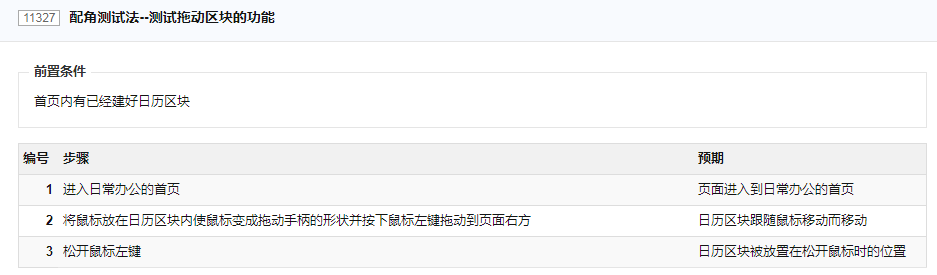 11327 配角测试法--测试拖动区块的功能
前置条件
首页内有已经建好日历区块
编号 步骤 预期
1 进入日常办公的首页 页面进入到日常办公的首页
2 将鼠标放在日历区块内使鼠标变成拖动手柄的形状并按下鼠标左键拖动到页面右方 日历区块跟随鼠标移动而移动
3 松开鼠标左键 日历区块被放置在松开鼠标时的位置